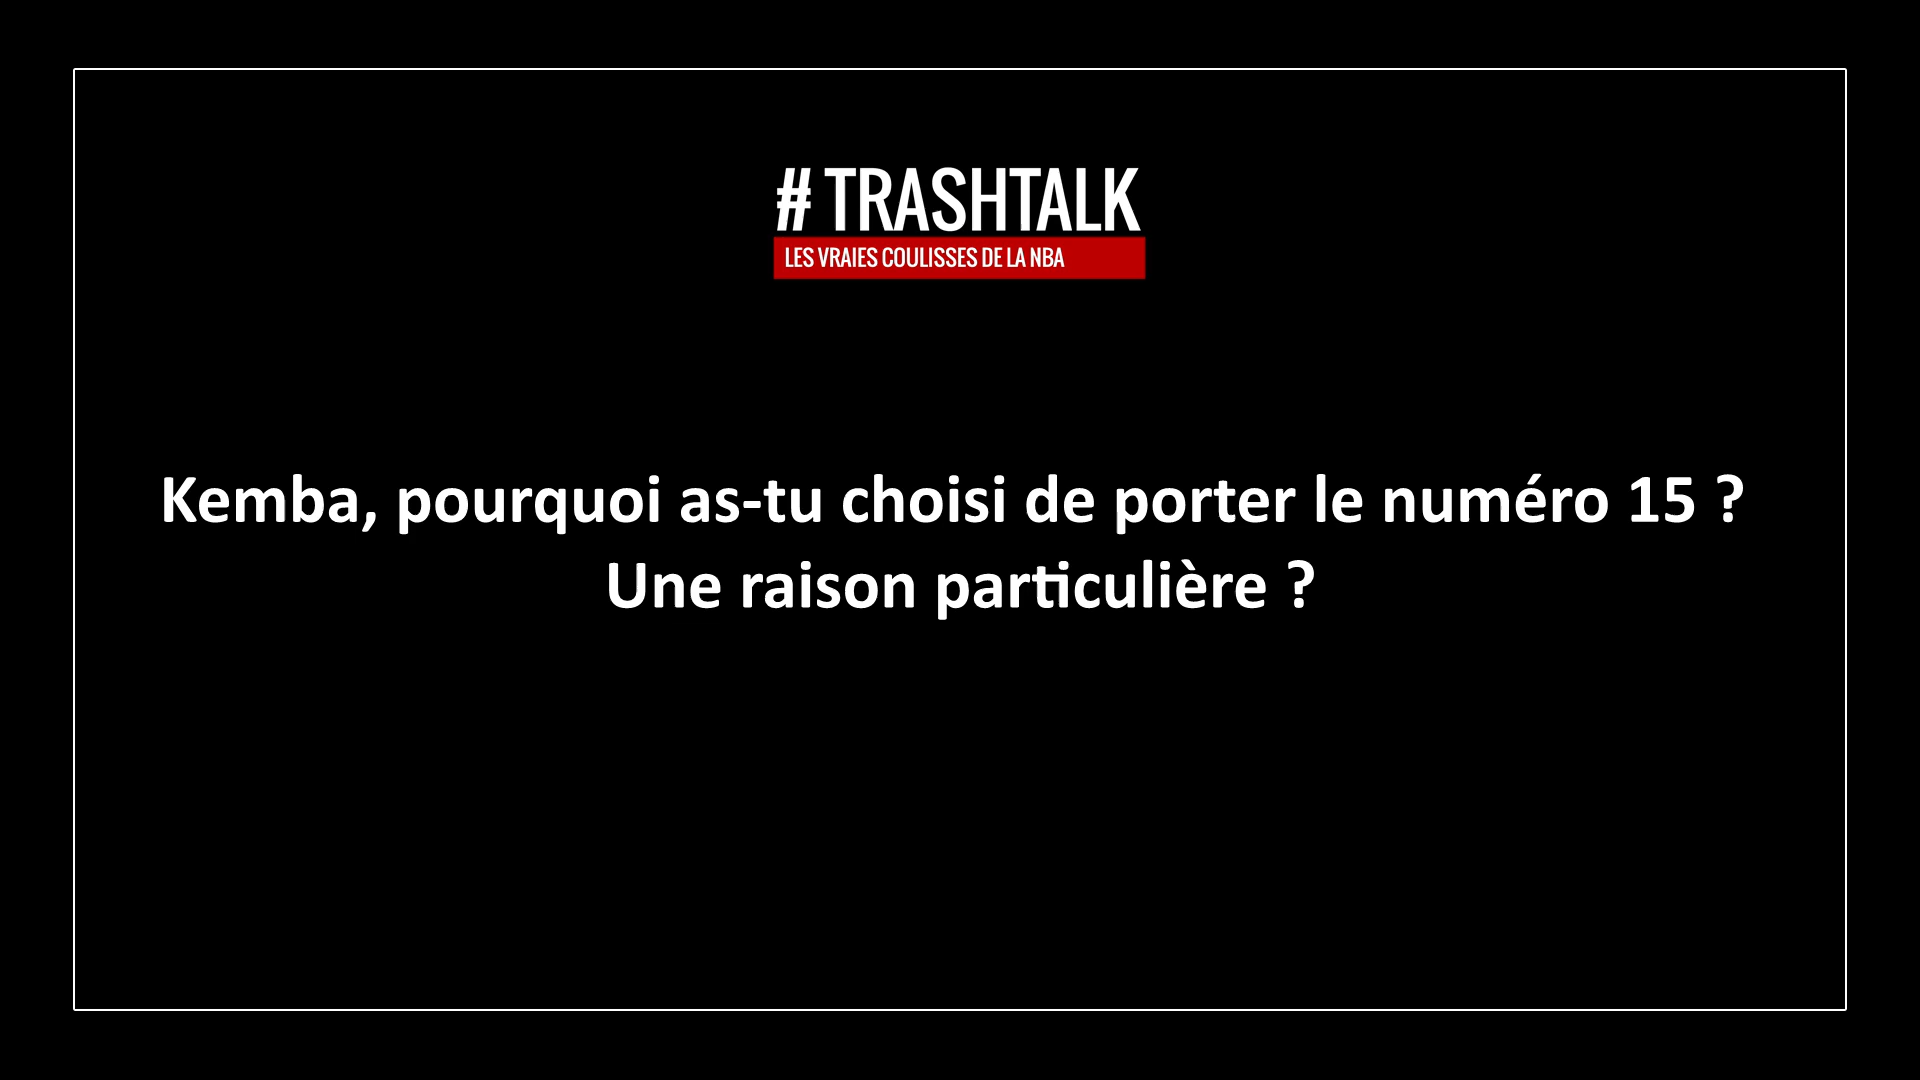 # TRASHTALK
LES VRAIES COULISSES DE LA NBA
Kemba, pourquoi as-tu choisi de porter le numéro 15 ?
Une raison particulière ?